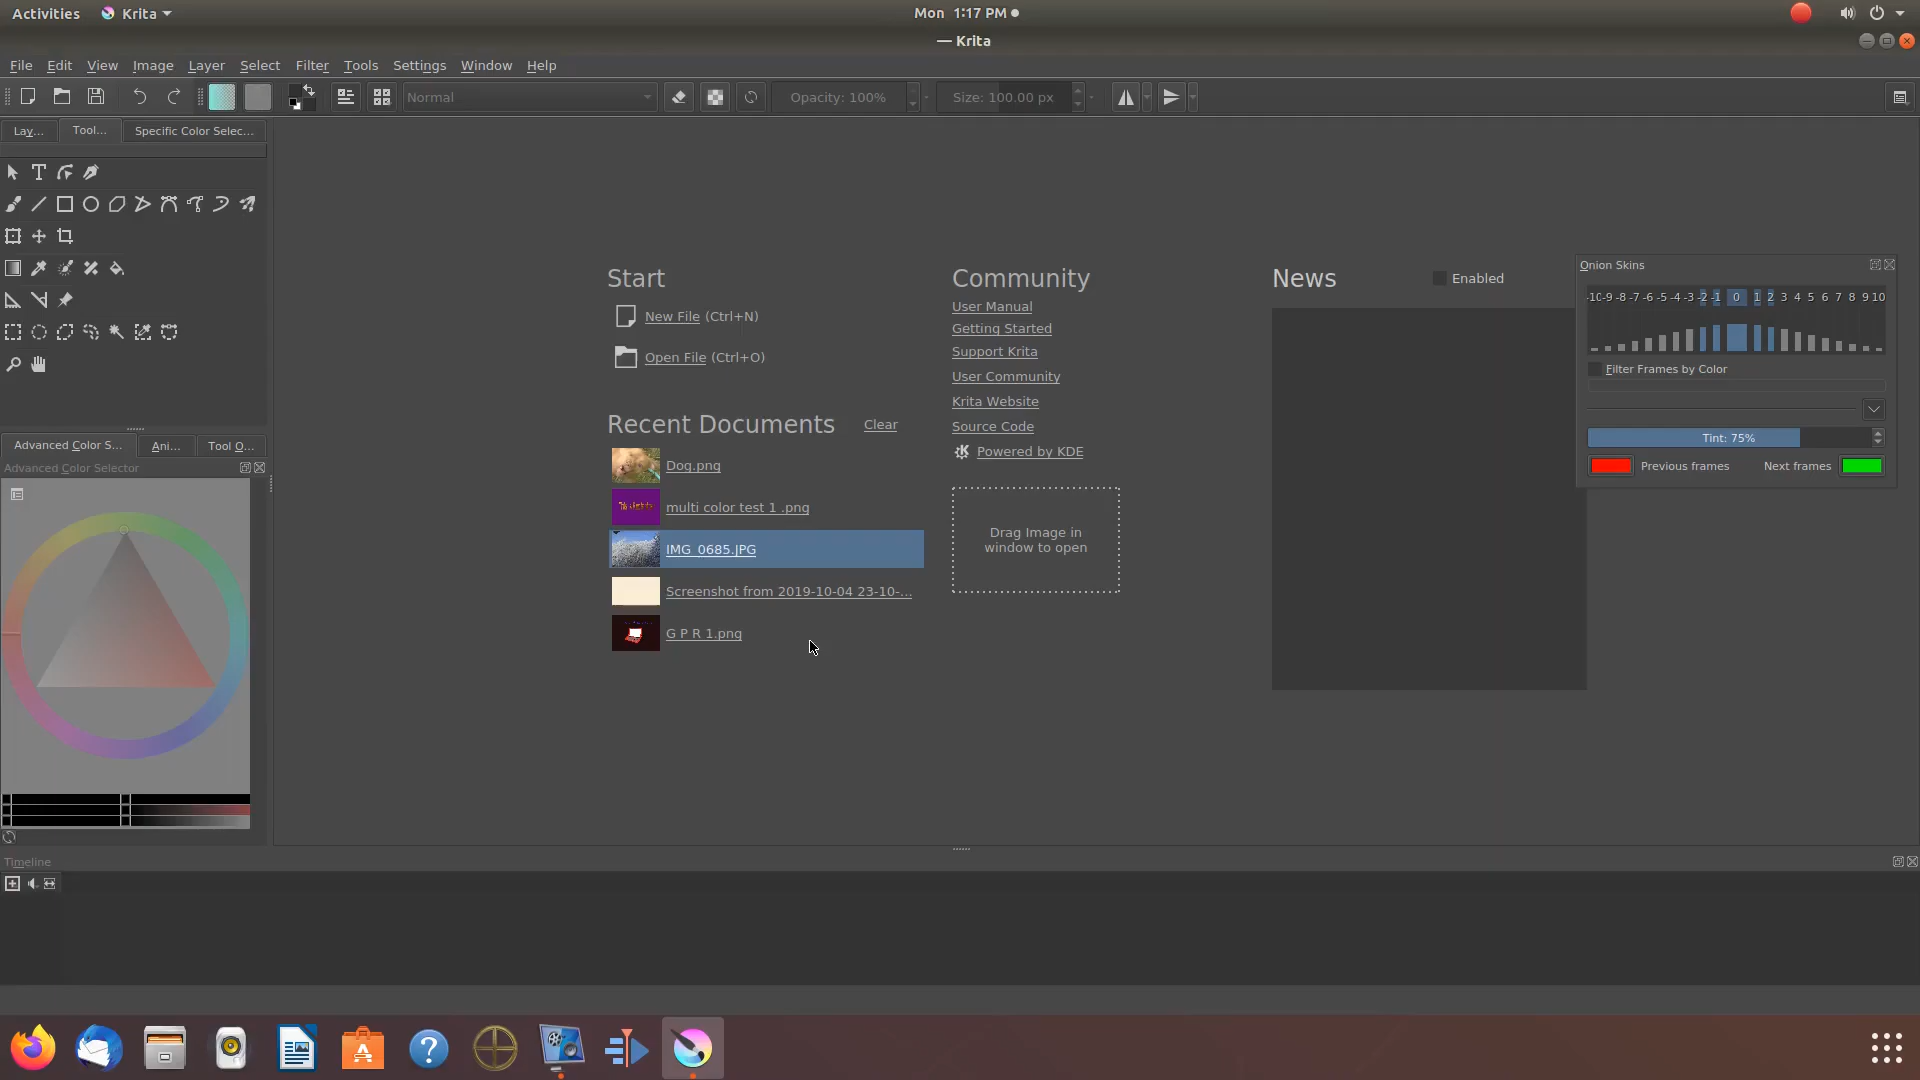 Activities Krita Mon 1:17 PM
— Krita
File Edit View Image Layer Select Filter Tools Settings Window Help
Normal Opacity: 100% Size: 100.00 px
Lay... Tool... Specific Color Selec...
Start
New File (Ctrl+N)
Open File (Ctrl+O)
Recent Documents Clear
Dog.png
multi color test 1 .png
IMG_0685.JPG
Screenshot from 2019-10-04 23-10-...
G P R 1.png
Community
User Manual
Getting Started
Support Krita
User Community
Krita Website
Source Code
Powered by KDE
Drag Image in
window to open
News Enabled
Onion Skins
-10 -9 -8 -7 -6 -5 -4 -3 -2 -1 0 1 2 3 4 5 6 7 8 9 10
Filter Frames by Color
Tint: 75%
Previous frames Next frames
Advanced Color S... Ani... Tool O...
Advanced Color Selector
Timeline